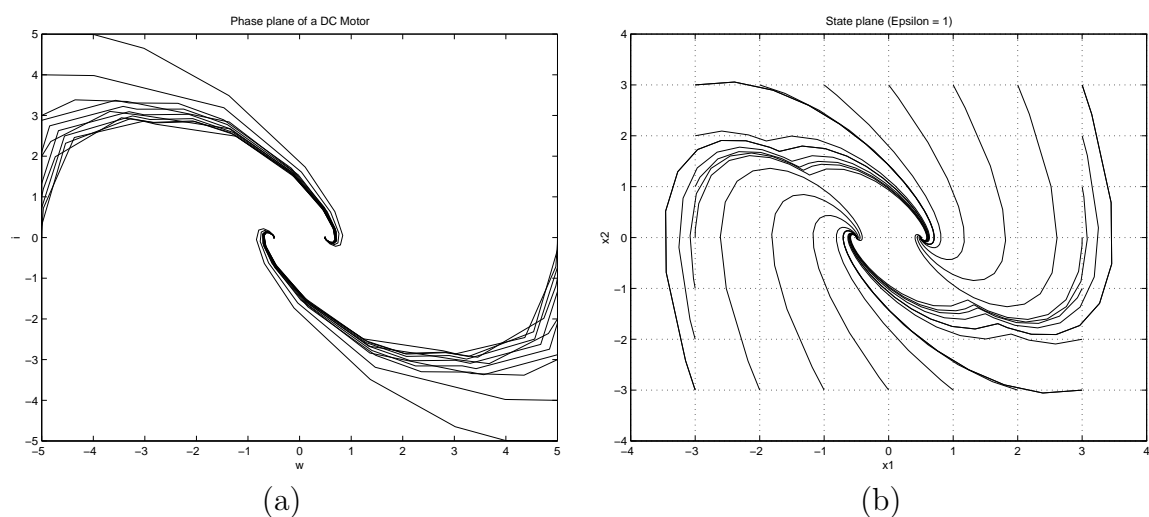 Phase plane of a DC Motor
5
4
3
2
1
0
−1
−2
−3
−4
−5
i
−5 −4 −3 −2 −1 0 1 2 3 4 5
w
(a)
State plane (Epsilon = 1)
4
3
2
1
0
−1
−2
−3
−4
x2
−4 −3 −2 −1 0 1 2 3 4
x1
(b)